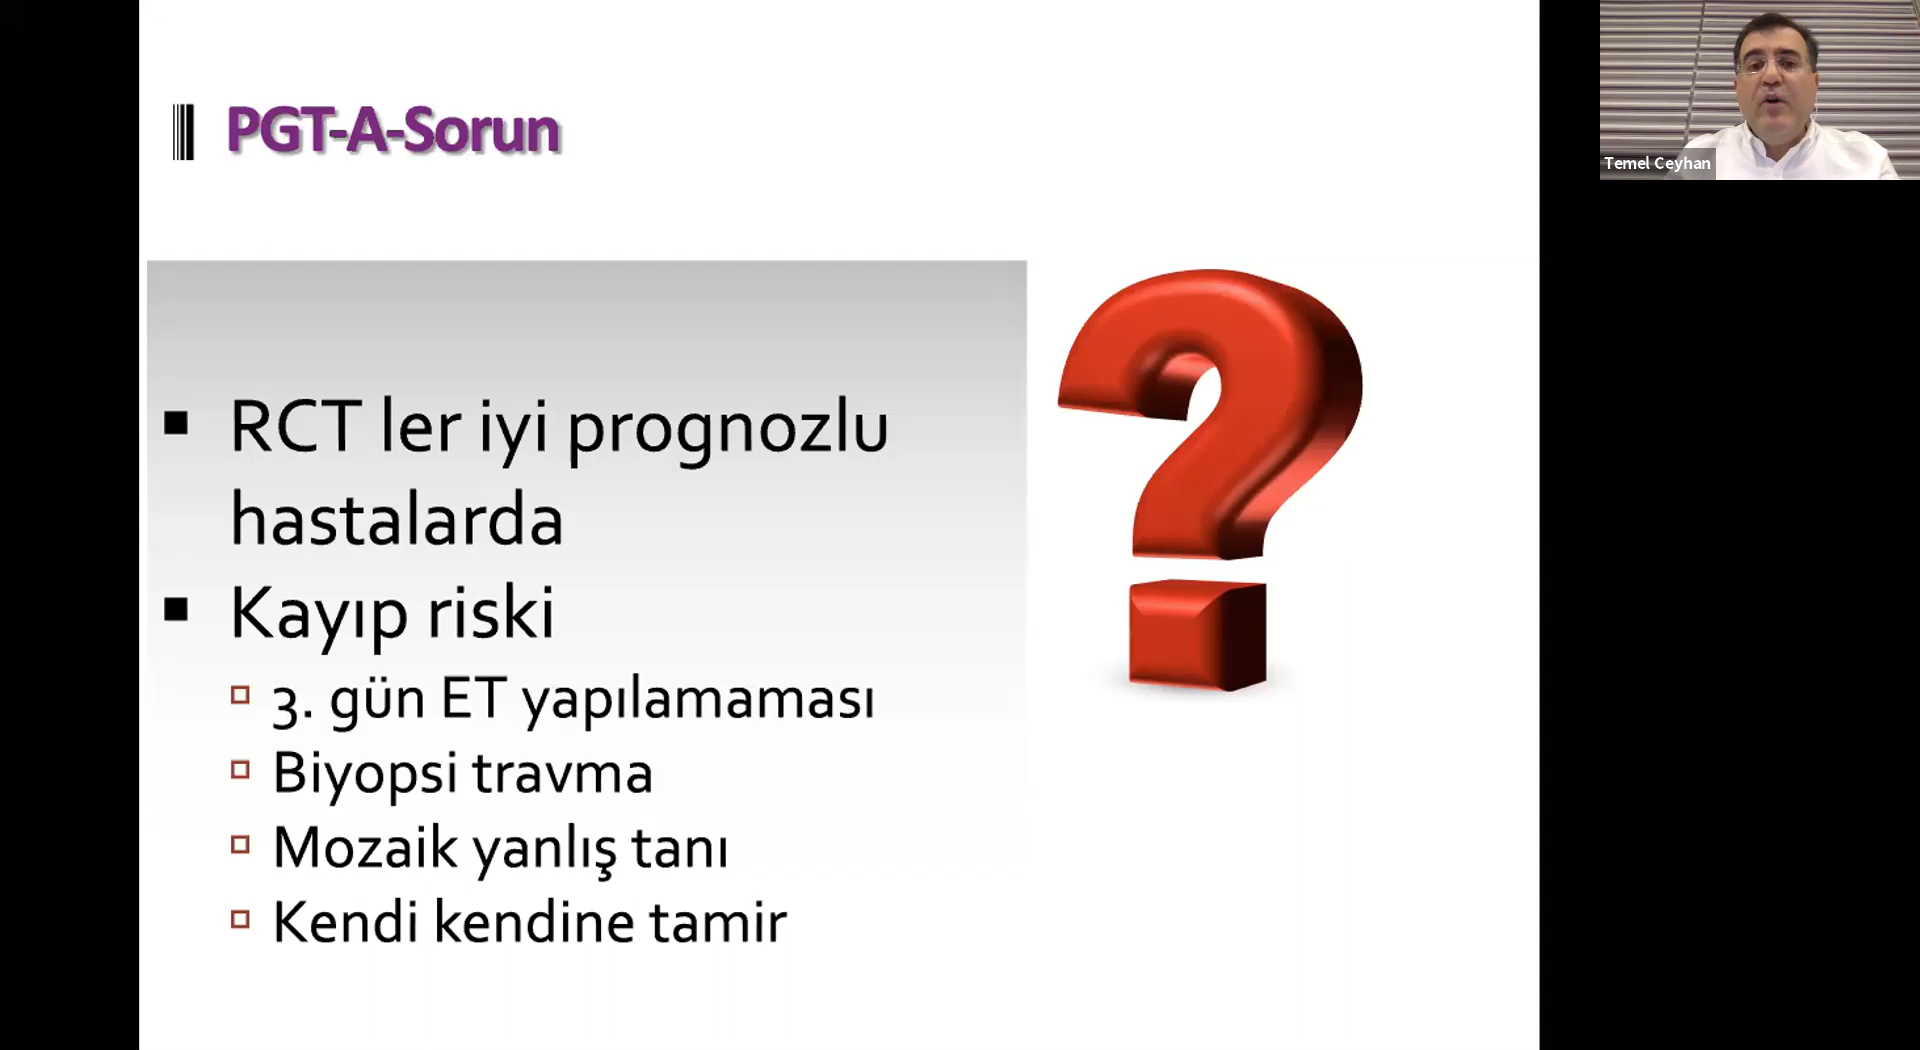 PGT-A-Sorun
RCT ler iyi prognozlu
hastalarda
Kayıp riski
3. gün ET yapılamaması
Biyopsi travma
Mozaik yanlış tanı
Kendi kendine tamir
Temel Ceyhan